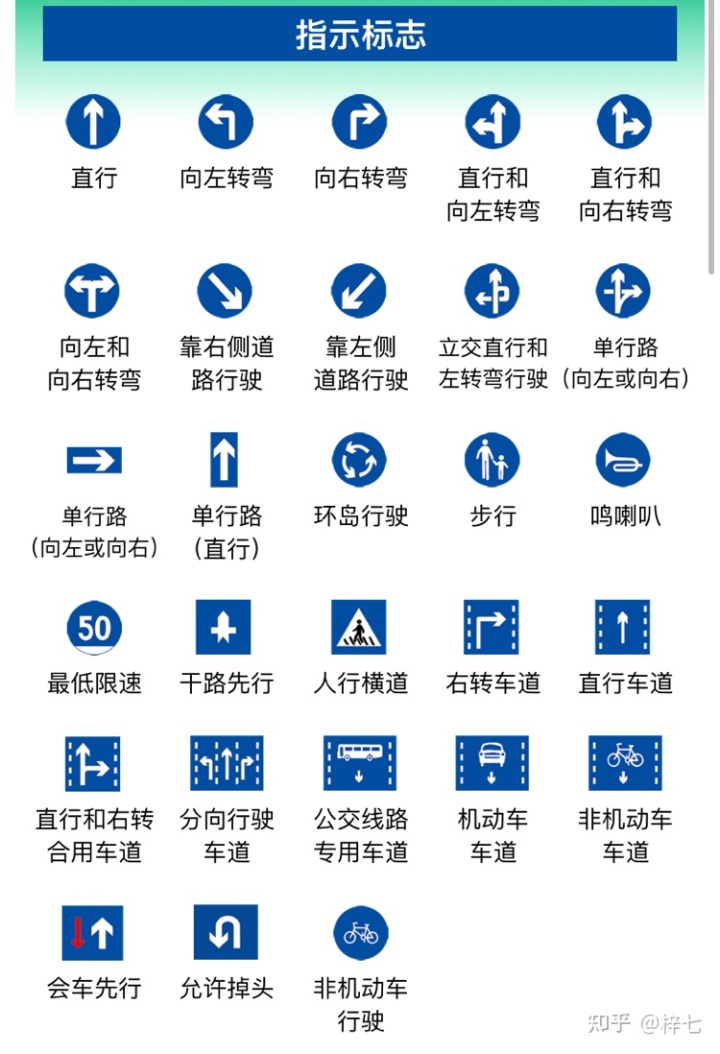 指示标志
直行
向左转弯
向右转弯
直行和
向左转弯
直行和
向右转弯
向左和
向右转弯
靠右侧道
路行驶
靠左侧
道路行驶
立交直行和
左转弯行驶
单行路
（向左或向右）
单行路
（向左或向右）
单行路
（直行）
环岛行驶
步行
鸣喇叭
50
最低限速
干路先行
人行横道
右转车道
直行车道
直行和右转
合用车道
分向行驶
车道
公交线路
专用车道
机动车
车道
非机动车
车道
会车先行
允许掉头
非机动车
行驶
知乎 @梓七